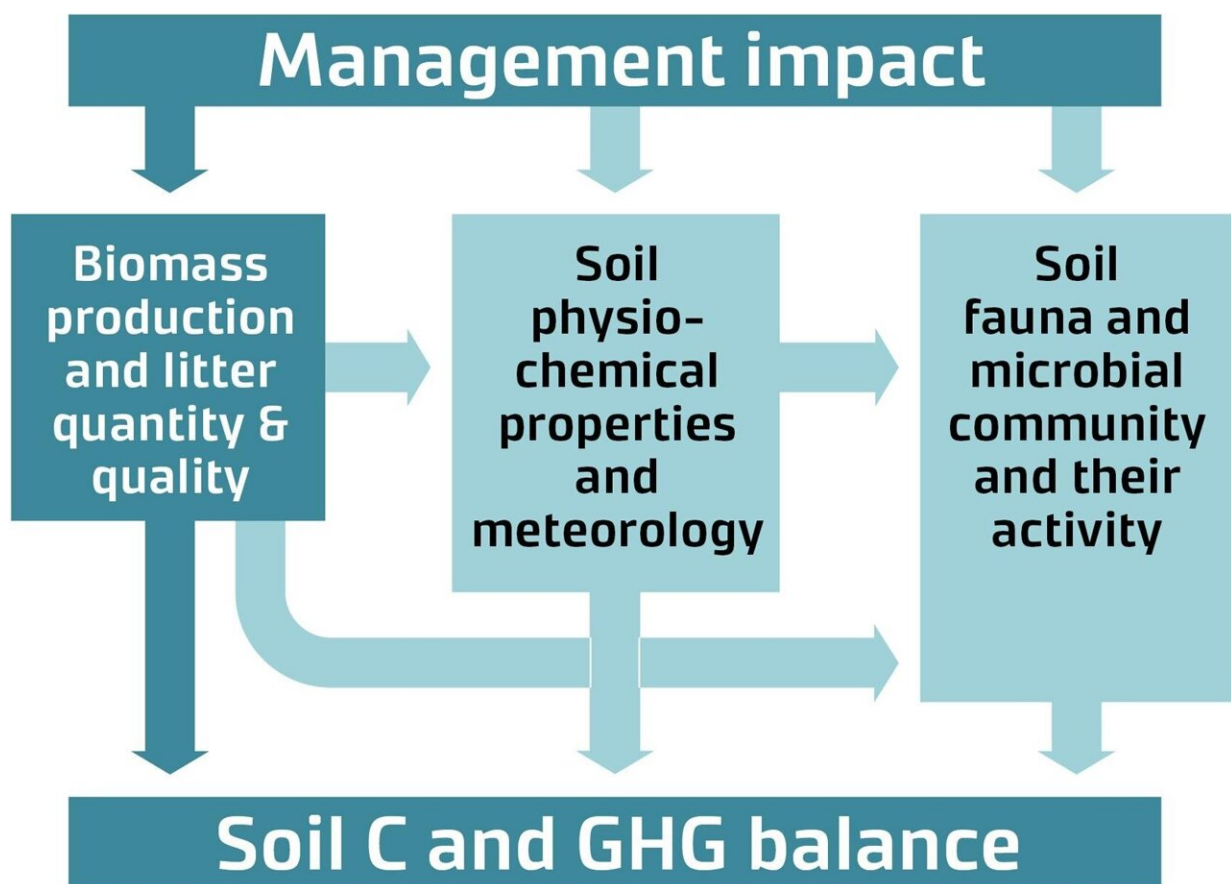 Management impact
Biomass
production
and litter
quantity &
quality
Soil
physio-
chemical
properties
and
meteorology
Soil
fauna and
microbial
community
and their
activity
Soil C and GHG balance